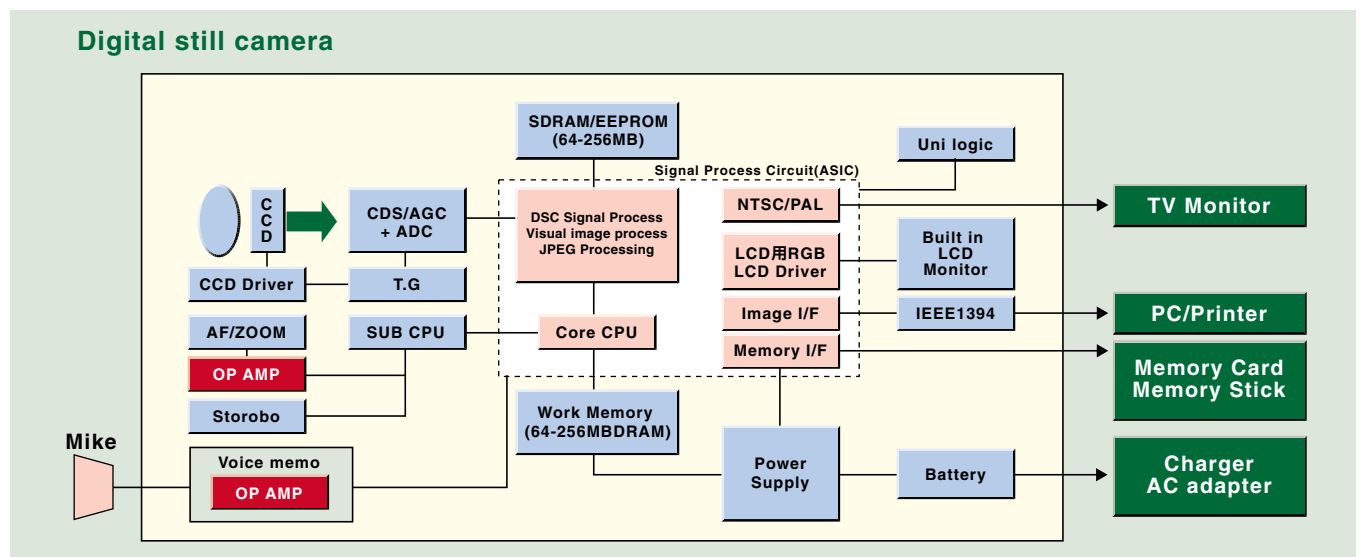 Digital still camera
SDRAM/EEPROM
(64-256MB)
Uni logic
Signal Process Circuit(ASIC)
C
C
D
CDS/AGC
+ ADC
DSC Signal Process
Visual image process
JPEG Processing
NTSC/PAL
TV Monitor
LCD用RGB
LCD Driver
Built in
LCD
Monitor
CCD Driver
T.G
Image I/F
IEEE1394
PC/Printer
AF/ZOOM
SUB CPU
Core CPU
Memory I/F
Memory Card
Memory Stick
OP AMP
Storobo
Work Memory
(64-256MBDRAM)
Mike
Voice memo
OP AMP
Power
Supply
Battery
Charger
AC adapter